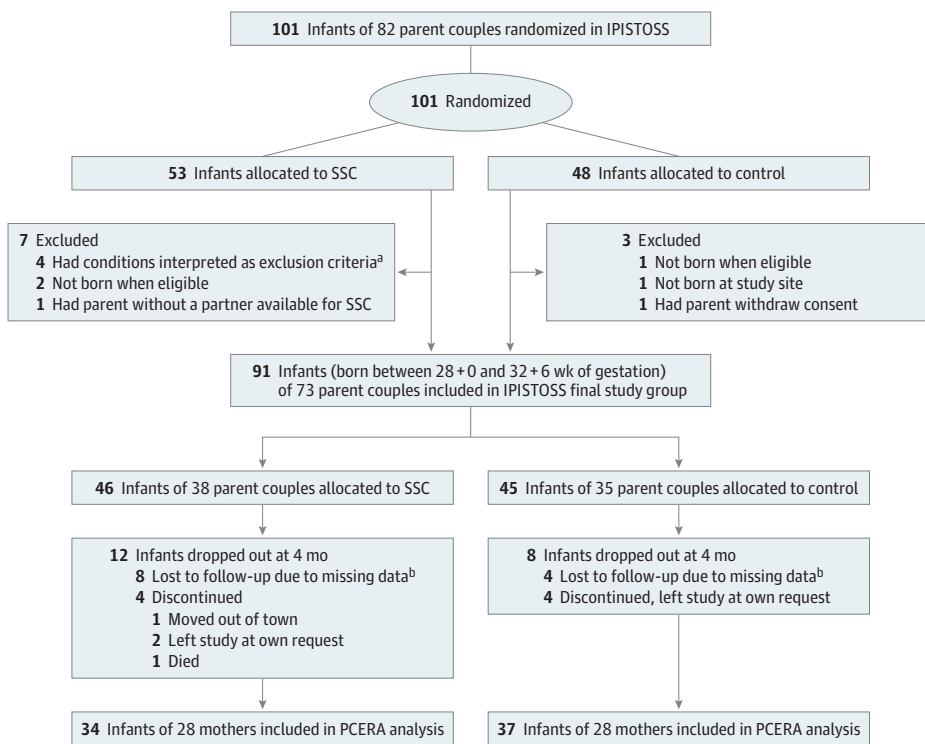 101 Infants of 82 parent couples randomized in IPISTOSS
101 Randomized
53 Infants allocated to SSC
48 Infants allocated to control
7 Excluded
4 Had conditions interpreted as exclusion criteriaᵃ
2 Not born when eligible
1 Had parent without a partner available for SSC
3 Excluded
1 Not born when eligible
1 Not born at study site
1 Had parent withdraw consent
91 Infants (born between 28+0 and 32+6 wk of gestation)
of 73 parent couples included in IPISTOSS final study group
46 Infants of 38 parent couples allocated to SSC
45 Infants of 35 parent couples allocated to control
12 Infants dropped out at 4 mo
8 Lost to follow-up due to missing dataᵇ
4 Discontinued
1 Moved out of town
2 Left study at own request
1 Died
8 Infants dropped out at 4 mo
4 Lost to follow-up due to missing dataᵇ
4 Discontinued, left study at own request
34 Infants of 28 mothers included in PCERA analysis
37 Infants of 28 mothers included in PCERA analysis